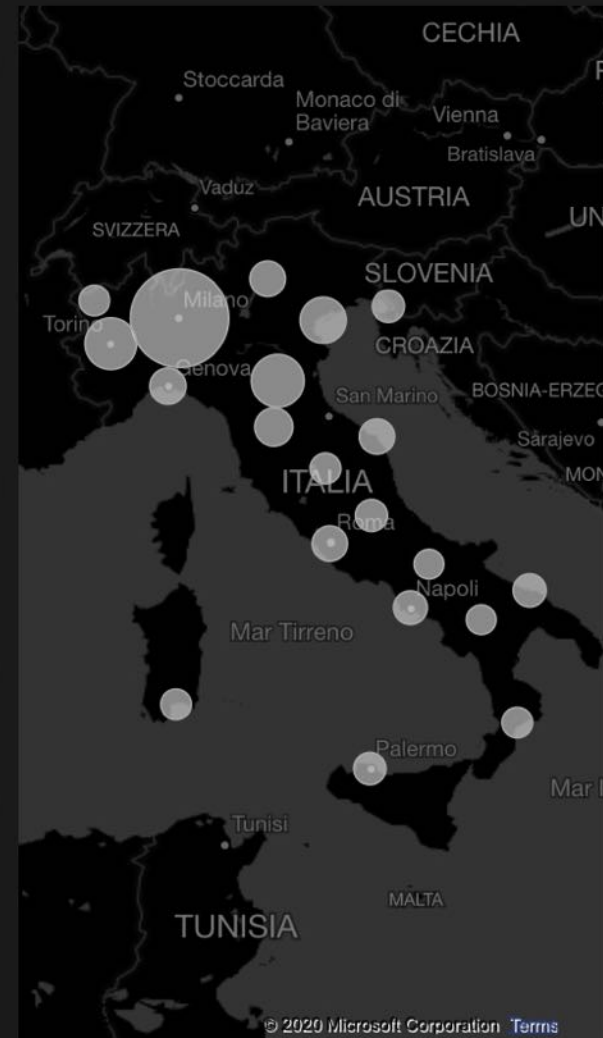 CECHIA
Stoccarda
Monaco di
Baviera
Vienna
Bratislava
Vaduz
AUSTRIA
SVIZZERA
UN
SLOVENIA
Milano
Torino
CROAZIA
Genova
San Marino
BOSNIA-ERZEG
Sarajevo
MON
ITALIA
Roma
Napoli
Mar Tirreno
Palermo
Mar I
Tunisi
MALTA
TUNISIA
© 2020 Microsoft Corporation Terms